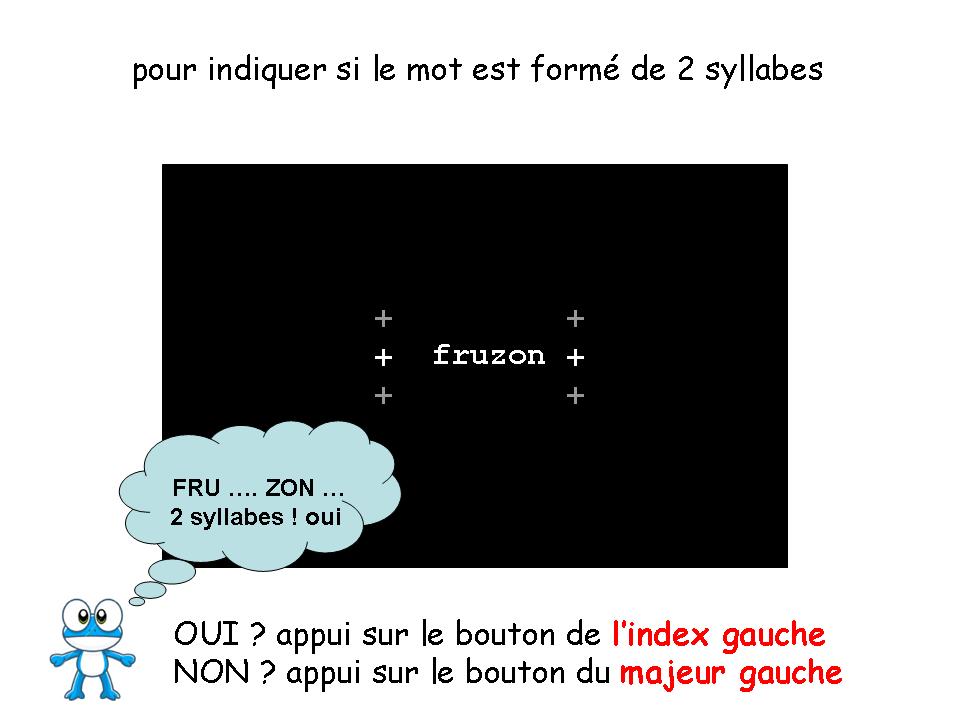 pour indiquer si le mot est formé de 2 syllabes
+ +
+ fruzon +
+ +
FRU .... ZON ...
2 syllabes ! oui
OUI ? appui sur le bouton de l'index gauche
NON ? appui sur le bouton du majeur gauche